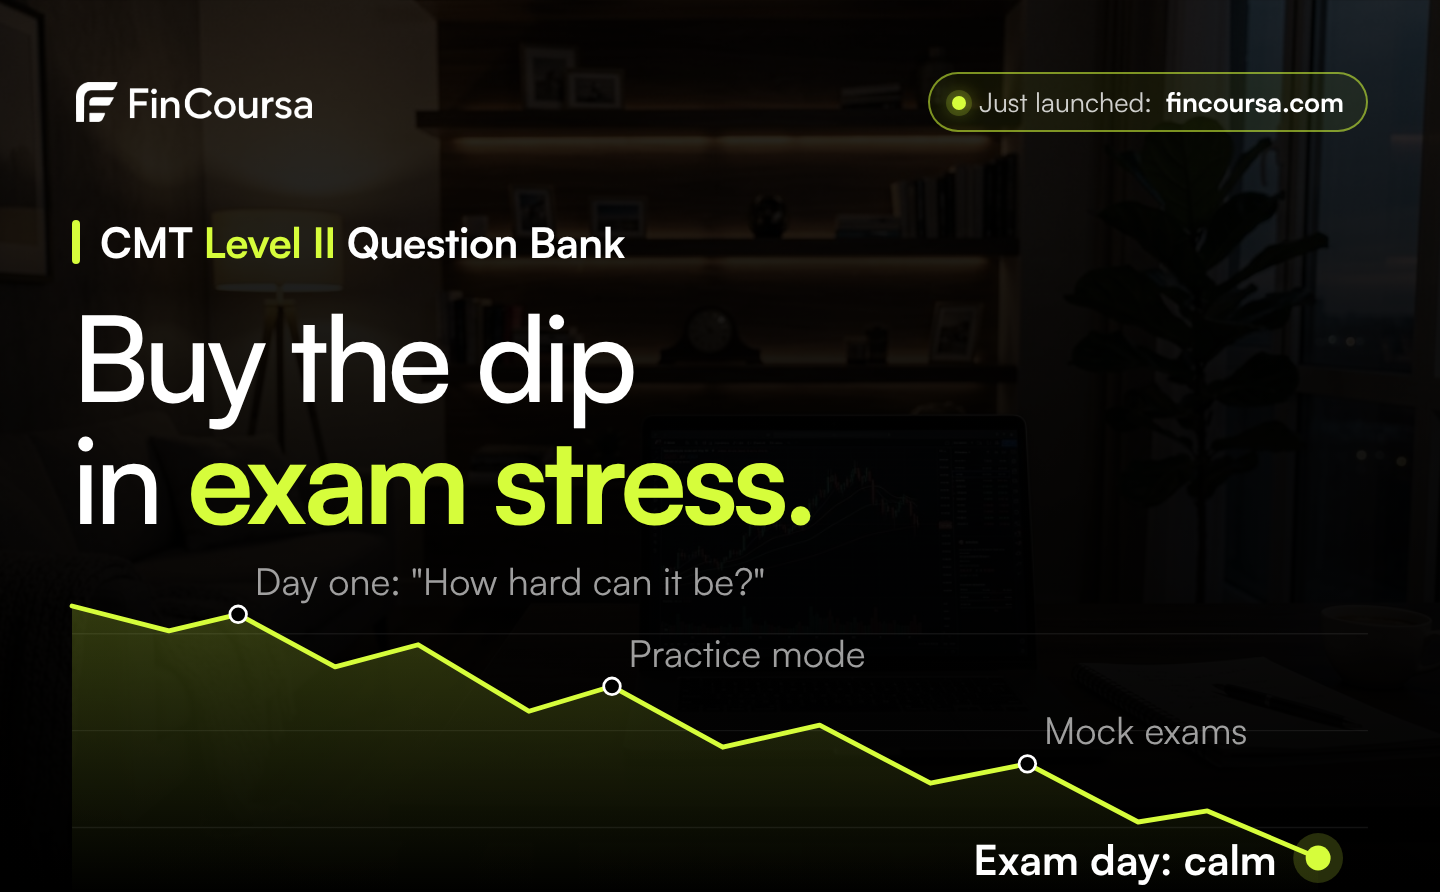 FinCoursa
Just launched: fincoursa.com
CMT Level II Question Bank
Buy the dip
in exam stress.
Day one: "How hard can it be?"
Practice mode
Mock exams
Exam day: calm